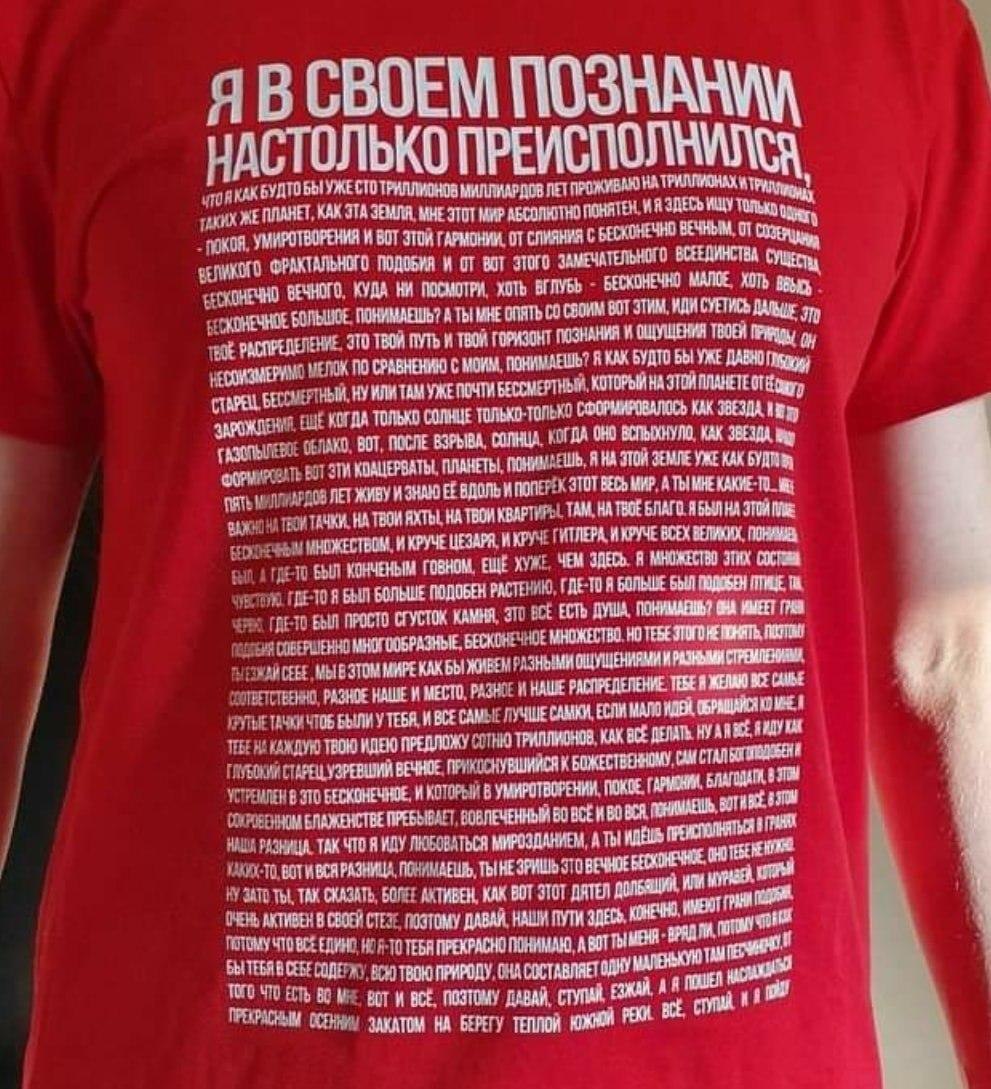 Я В СВОЕМ ПОЗНАНИИ
НАСТОЛЬКО ПРЕИСПОЛНИЛСЯ,
ЧТО Я КАК БУДТО БЫ УЖЕ СТО ТРИЛЛИОНОВ МИЛЛИАРДОВ ЛЕТ ПРОЖИВАЮ НА ТРИЛЛИОНАХ И ТРИЛЛИОНАХ
ТАКИХ ЖЕ ПЛАНЕТ, КАК ЭТА ЗЕМЛЯ, МНЕ ЭТОТ МИР АБСОЛЮТНО ПОНЯТЕН, И Я ЗДЕСЬ ИЩУ ТОЛЬКО ОДНОГО
- ПОКОЯ, УМИРОТВОРЕНИЯ И ВОТ ЭТОЙ ГАРМОНИИ, ОТ СЛИЯНИЯ С БЕСКОНЕЧНО ВЕЧНЫМ, ОТ СОЗЕРЦАНИЯ
ВЕЛИКОГО ФРАКТАЛЬНОГО ПОДОБИЯ И ОТ ВОТ ЭТОГО ЗАМЕЧАТЕЛЬНОГО ВСЕЕДИНСТВА СУЩЕСТВА,
БЕСКОНЕЧНО ВЕЧНОГО, КУДА НИ ПОСМОТРИ, ХОТЬ ВГЛУБЬ - БЕСКОНЕЧНО МАЛОЕ, ХОТЬ ВВЫСЬ -
БЕСКОНЕЧНОЕ БОЛЬШОЕ, ПОНИМАЕШЬ? А ТЫ МНЕ ОПЯТЬ СО СВОИМ ВОТ ЭТИМ, ИДИ СУЕТИСЬ ДАЛЬШЕ, ЭТО
ТВОЁ РАСПРЕДЕЛЕНИЕ, ЭТО ТВОЙ ПУТЬ И ТВОЙ ГОРИЗОНТ ПОЗНАНИЯ И ОЩУЩЕНИЯ ТВОЕЙ ПРИРОДЫ, ОН
НЕСОИЗМЕРИМО МЕЛОК ПО СРАВНЕНИЮ С МОИМ, ПОНИМАЕШЬ? Я КАК БУДТО БЫ УЖЕ ДАВНО ГЛУБОКИЙ
СТАРЕЦ, БЕССМЕРТНЫЙ, НУ ИЛИ ТАМ УЖЕ ПОЧТИ БЕССМЕРТНЫЙ, КОТОРЫЙ НА ЭТОЙ ПЛАНЕТЕ ОТ ЕЁ САМОГО
ЗАРОЖДЕНИЯ, ЕЩЁ КОГДА ТОЛЬКО СОЛНЦЕ ТОЛЬКО-ТОЛЬКО СФОРМИРОВАЛОСЬ КАК ЗВЕЗДА, И ВОТ ЭТО
ГАЗОПЫЛЕВОЕ ОБЛАКО, ВОТ, ПОСЛЕ ВЗРЫВА, СОЛНЦА, КОГДА ОНО ВСПЫХНУЛО, КАК ЗВЕЗДА,
ФОРМИРОВАТЬ ВОТ ЭТИ КОАЦЕРВАТЫ, ПЛАНЕТЫ, ПОНИМАЕШЬ, Я НА ЭТОЙ ЗЕМЛЕ УЖЕ КАК БУДТО
ПЯТЬ МИЛЛИАРДОВ ЛЕТ ЖИВУ И ЗНАЮ ЕЁ ВДОЛЬ И ПОПЕРЁК ЭТОТ ВЕСЬ МИР, А ТЫ МНЕ КАКИЕ-ТО...
ВАЖНО НА ТВОИ ТАЧКИ, НА ТВОИ ЯХТЫ, НА ТВОИ КВАРТИРЫ, ТАМ, НА ТВОЁ БЛАГО. Я БЫЛ НА ЭТОЙ
БЕСКОНЕЧНЫМ МНОЖЕСТВОМ, И КРУЧЕ ЦЕЗАРЯ, И КРУЧЕ ГИТЛЕРА, И КРУЧЕ ВСЕХ ВЕЛИКИХ,
БЫЛ, А ГДЕ-ТО БЫЛ КОНЧЕНЫМ ГОВНОМ, ЕЩЁ ХУЖЕ, ЧЕМ ЗДЕСЬ. Я МНОЖЕСТВО ЭТИХ
ЧУВСТВУЮ. ГДЕ-ТО Я БЫЛ БОЛЬШЕ ПОДОБЕН РАСТЕНИЮ, ГДЕ-ТО Я БОЛЬШЕ БЫЛ ПОДОБЕН ПТИЦЕ,
ЧЕРВЮ, ГДЕ-ТО БЫЛ ПРОСТО СГУСТОК КАМНЯ, ЭТО ВСЁ ЕСТЬ ДУША, ПОНИМАЕШЬ? ОНА ИМЕЕТ ГРАНИ
ПОДОБИЯ СОВЕРШЕННО МНОГООБРАЗНЫЕ, БЕСКОНЕЧНОЕ МНОЖЕСТВО. НО ТЕБЕ ЭТОГО НЕ ПОНЯТЬ, ПОЭТОМУ
ТЫ ЕЗЖАЙ СЕБЕ , МЫ В ЭТОМ МИРЕ КАК БЫ ЖИВЕМ РАЗНЫМИ ОЩУЩЕНИЯМИ И РАЗНЫМИ СТРЕМЛЕНИЯМИ,
СООТВЕТСТВЕННО, РАЗНОЕ НАШЕ И МЕСТО, РАЗНОЕ И НАШЕ РАСПРЕДЕЛЕНИЕ. ТЕБЕ Я ЖЕЛАЮ ВСЕ САМЫЕ
КРУТЫЕ ТАЧКИ ЧТОБ БЫЛИ У ТЕБЯ, И ВСЕ САМЫЕ ЛУЧШЕ САМКИ, ЕСЛИ МАЛО ИДЕЙ, ОБРАЩАЙСЯ КО МНЕ, Я
ТЕБЕ НА КАЖДУЮ ТВОЮ ИДЕЮ ПРЕДЛОЖУ СОТНЮ ТРИЛЛИОНОВ, КАК ВСЁ ДЕЛАТЬ. НУ А Я ВСЁ, Я ИДУ КАК
ГЛУБОКИЙ СТАРЕЦ,УЗРЕВШИЙ ВЕЧНОЕ, ПРИКОСНУВШИЙСЯ К БОЖЕСТВЕННОМУ, САМ СТАЛ БОГОПОДОБЕН И
УСТРЕМЛЕН В ЭТО БЕСКОНЕЧНОЕ, И КОТОРЫЙ В УМИРОТВОРЕНИИ, ПОКОЕ, ГАРМОНИИ, БЛАГОДАТИ, В ЭТОМ
СОКРОВЕННОМ БЛАЖЕНСТВЕ ПРЕБЫВАЕТ, ВОВЛЕЧЕННЫЙ ВО ВСЁ И ВО ВСЯ, ПОНИМАЕШЬ, ВОТ И ВСЁ, В ЭТОМ
НАША РАЗНИЦА. ТАК ЧТО Я ИДУ ЛЮБОВАТЬСЯ МИРОЗДАНИЕМ, А ТЫ ИДЁШЬ ПРЕИСПОЛНЯТЬСЯ В ГРАНЯХ
КАКИХ-ТО, ВОТ И ВСЯ РАЗНИЦА, ПОНИМАЕШЬ, ТЫ НЕ ЗРИШЬ ЭТО ВЕЧНОЕ БЕСКОНЕЧНОЕ, ОНО ТЕБЕ НЕ НУЖНО.
НУ ЗАТО ТЫ, ТАК СКАЗАТЬ, БОЛЕЕ АКТИВЕН, КАК ВОТ ЭТОТ ДЯТЕЛ ДОЛБЯЩИЙ, ИЛИ МУРАВЕЙ, КОТОРЫЙ
ОЧЕНЬ АКТИВЕН В СВОЕЙ СТЕЗЕ, ПОЭТОМУ ДАВАЙ, НАШИ ПУТИ ЗДЕСЬ, КОНЕЧНО, ИМЕЮТ ГРАНИ ПОДОБИЯ,
ПОТОМУ ЧТО ВСЁ ЕДИНО, НО Я-ТО ТЕБЯ ПРЕКРАСНО ПОНИМАЮ, А ВОТ ТЫ МЕНЯ - ВРЯД ЛИ, ПОТОМУ ЧТО Я КАК
БЫ ТЕБЯ В СЕБЕ СОДЕРЖУ, ВСЮ ТВОЮ ПРИРОДУ, ОНА СОСТАВЛЯЕТ ОДНУ МАЛЕНЬКУЮ ТАМ ПЕСЧИНОЧКУ, ОТ
ТОГО ЧТО ЕСТЬ ВО МНЕ, ВОТ И ВСЁ, ПОЭТОМУ ДАВАЙ, СТУПАЙ, ЕЗЖАЙ, А Я ПОШЕЛ НАСЛАЖДАТЬСЯ
ПРЕКРАСНЫМ ОСЕННИМ ЗАКАТОМ НА БЕРЕГУ ТЕПЛОЙ ЮЖНОЙ РЕКИ. ВСЁ, СТУПАЙ, И Я ПОЙДУ